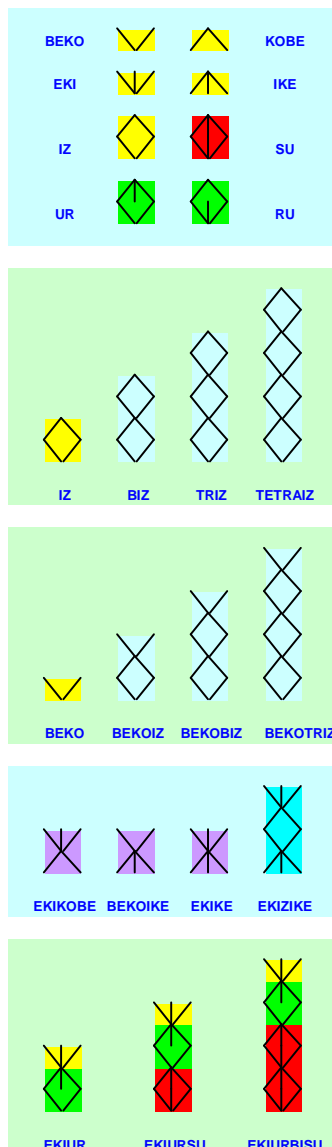 BEKO KOBE
EKI IKE
IZ SU
UR RU
IZ BIZ TRIZ TETRAIZ
BEKO BEKOIZ BEKOBIZ BEKOTRIZ
EKIKOBE BEKOIKE EKIKE EKIZIKE
EKIUR EKIURSU EKIURBISU